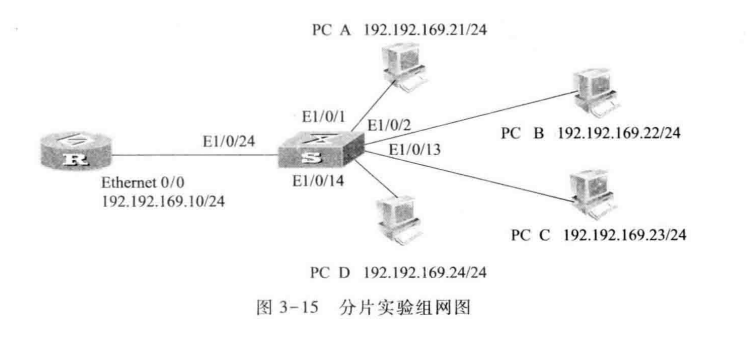 PC A 192.192.169.21/24
E1/0/1
E1/0/2
PC B 192.192.169.22/24
E1/0/24
E1/0/13
R
S
Ethernet 0/0
192.192.169.10/24
E1/0/14
PC C 192.192.169.23/24
PC D 192.192.169.24/24
图 3-15 分片实验组网图